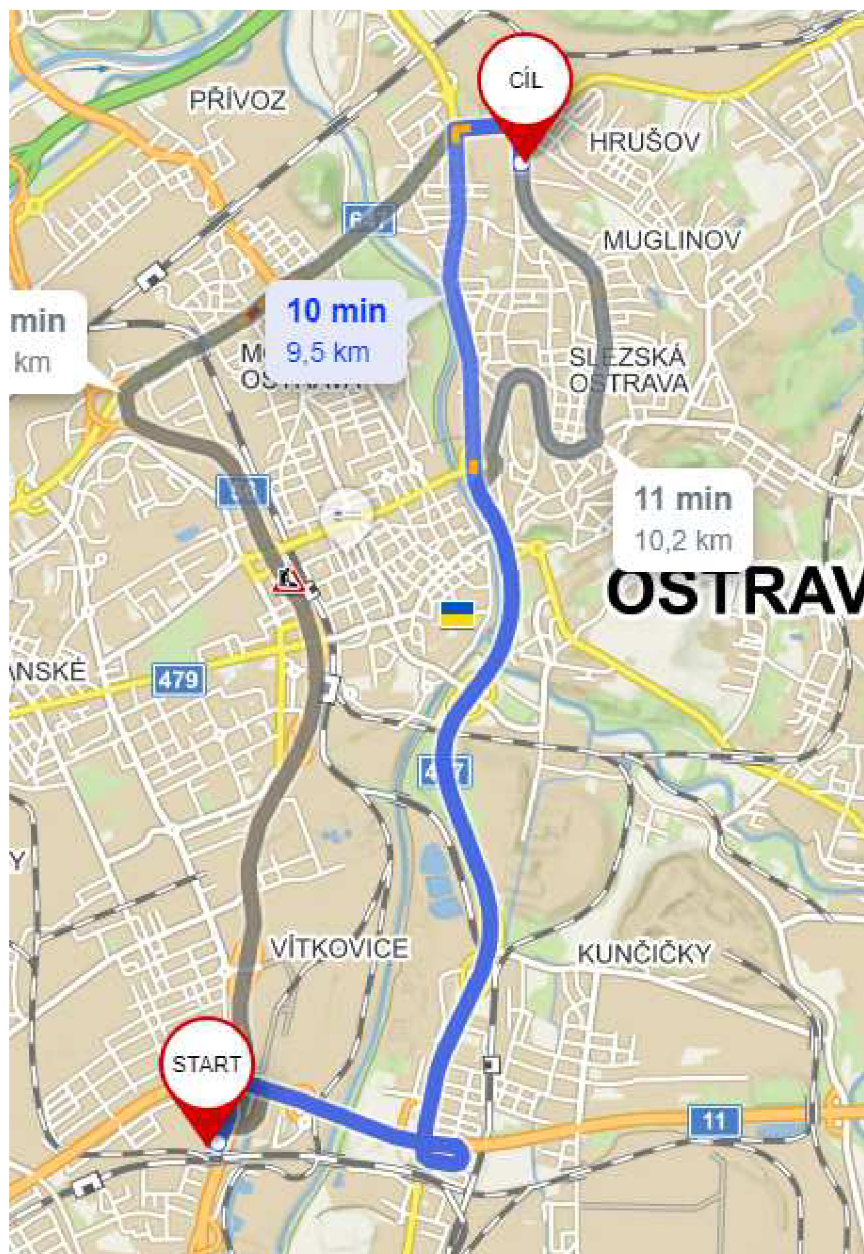 CÍL
PŘÍVOZ
HRUŠOV
MUGLINOV
min
km
10 min
9,5 km
SLEZSKÁ
OSTRAVA
11 min
10,2 km
OSTRAV
ANSKÉ
479
Y
VÍTKOVICE
KUNČIČKY
START
11